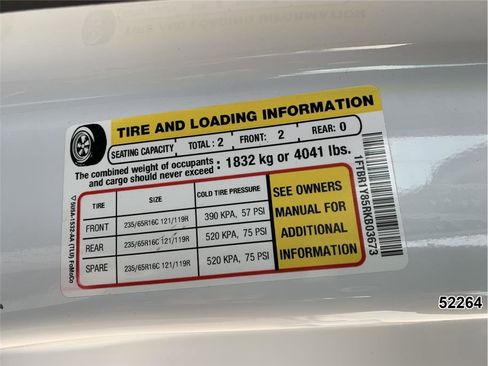 TIRE AND LOADING INFORMATION
SEATING CAPACITY TOTAL : 2 FRONT: 2 REAR: 0
The combined weight of occupants and cargo should never exceed : 1832 kg or 4041 lbs.
TIRE SIZE COLD TIRE PRESSURE
FRONT 235/65R16C 121/119R 390 KPA, 57 PSI
REAR 235/65R16C 121/119R 520 KPA, 75 PSI
SPARE 235/65R16C 121/119R 520 KPA, 75 PSI
SEE OWNERS
MANUAL FOR
ADDITIONAL
INFORMATION
1FTBR1Y85RKB03673
52264